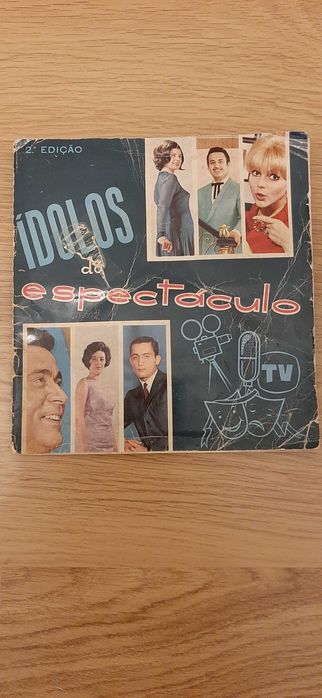 2.ª EDIÇÃO
ÍDOLOS
do
espectáculo
TV